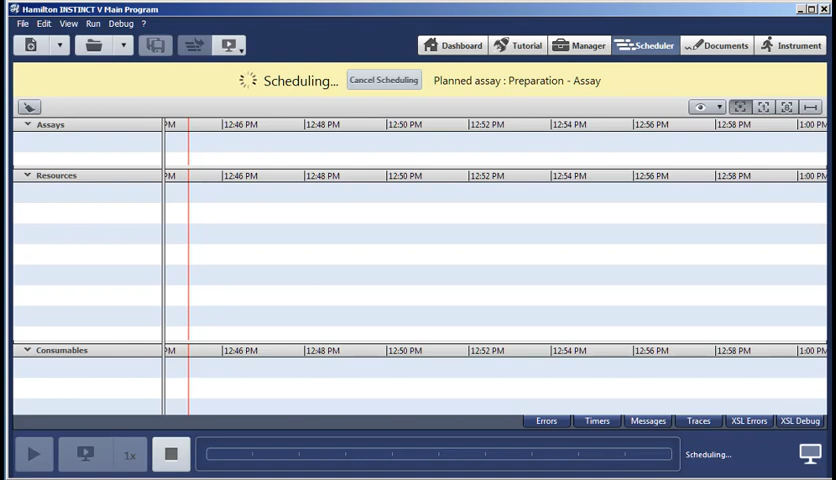 Hamilton INSTINCT V Main Program
File Edit View Run Debug ?
Dashboard Tutorial Manager Scheduler Documents Instrument
Scheduling... Cancel Scheduling Planned assay : Preparation - Assay
Assays PM 12:46 PM 12:48 PM 12:50 PM 12:52 PM 12:54 PM 12:56 PM 12:58 PM 1:00 PM
Resources PM 12:46 PM 12:48 PM 12:50 PM 12:52 PM 12:54 PM 12:56 PM 12:58 PM 1:00 PM
Consumables PM 12:46 PM 12:48 PM 12:50 PM 12:52 PM 12:54 PM 12:56 PM 12:58 PM 1:00 PM
Errors Timers Messages Traces XSL Errors XSL Debug
1x Scheduling...